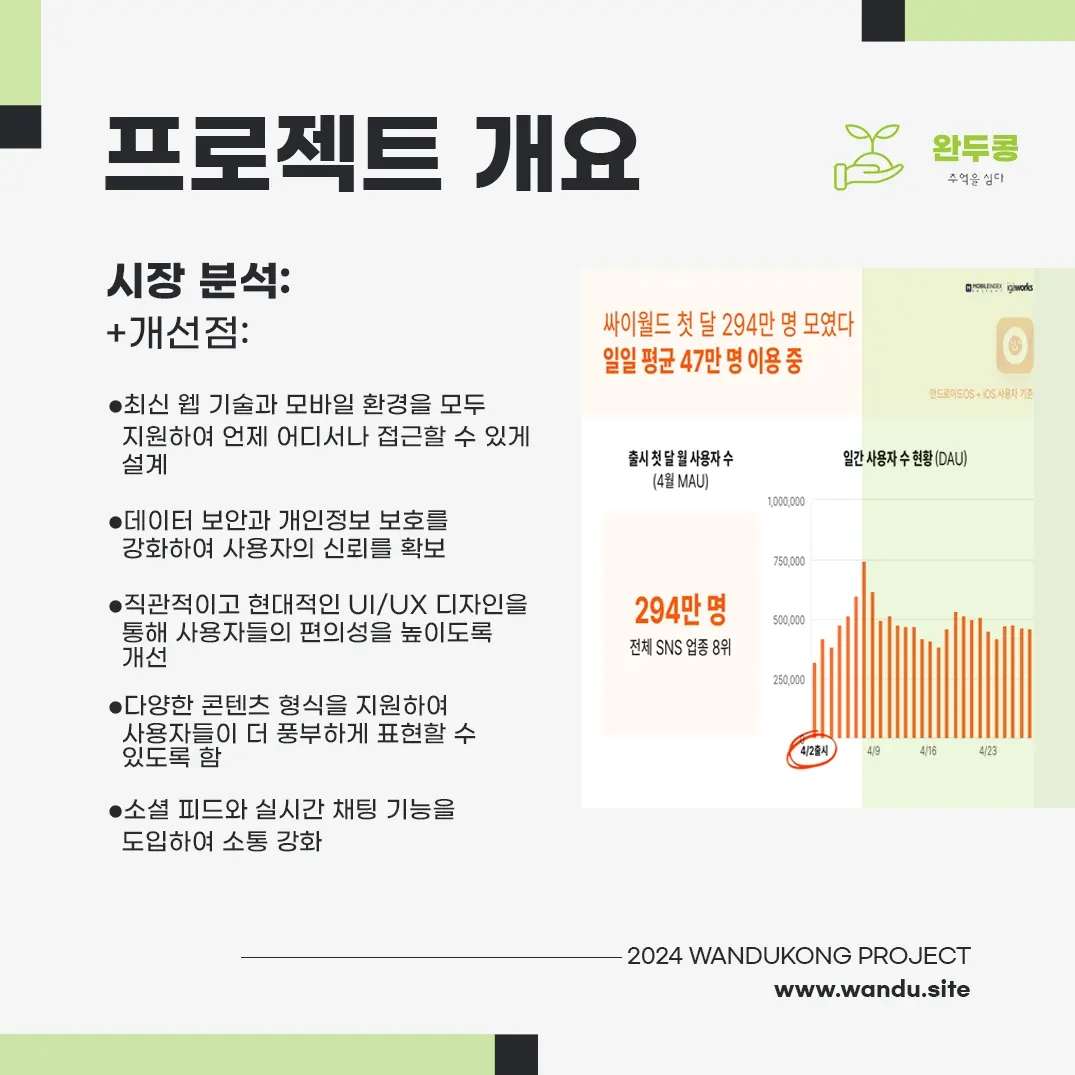 프로젝트 개요
완두콩
추억을 심다
시장 분석:
+개선점:
●최신 웹 기술과 모바일 환경을 모두
지원하여 언제 어디서나 접근할 수 있게
설계
●데이터 보안과 개인정보 보호를
강화하여 사용자의 신뢰를 확보
●직관적이고 현대적인 UI/UX 디자인을
통해 사용자들의 편의성을 높이도록
개선
●다양한 콘텐츠 형식을 지원하여
사용자들이 더 풍부하게 표현할 수
있도록 함
●소셜 피드와 실시간 채팅 기능을
도입하여 소통 강화
MOBILEINDEX igaworks
싸이월드 첫 달 294만 명 모였다
일일 평균 47만 명 이용 중
안드로이드OS + iOS 사용자 기준
출시 첫 달 월 사용자 수
(4월 MAU)
294만 명
전체 SNS 업종 8위
일간 사용자 수 현황 (DAU)
1,000,000
750,000
500,000
250,000
0
4/2출시
4/9
4/16
4/23
2024 WANDUKONG PROJECT
www.wandu.site